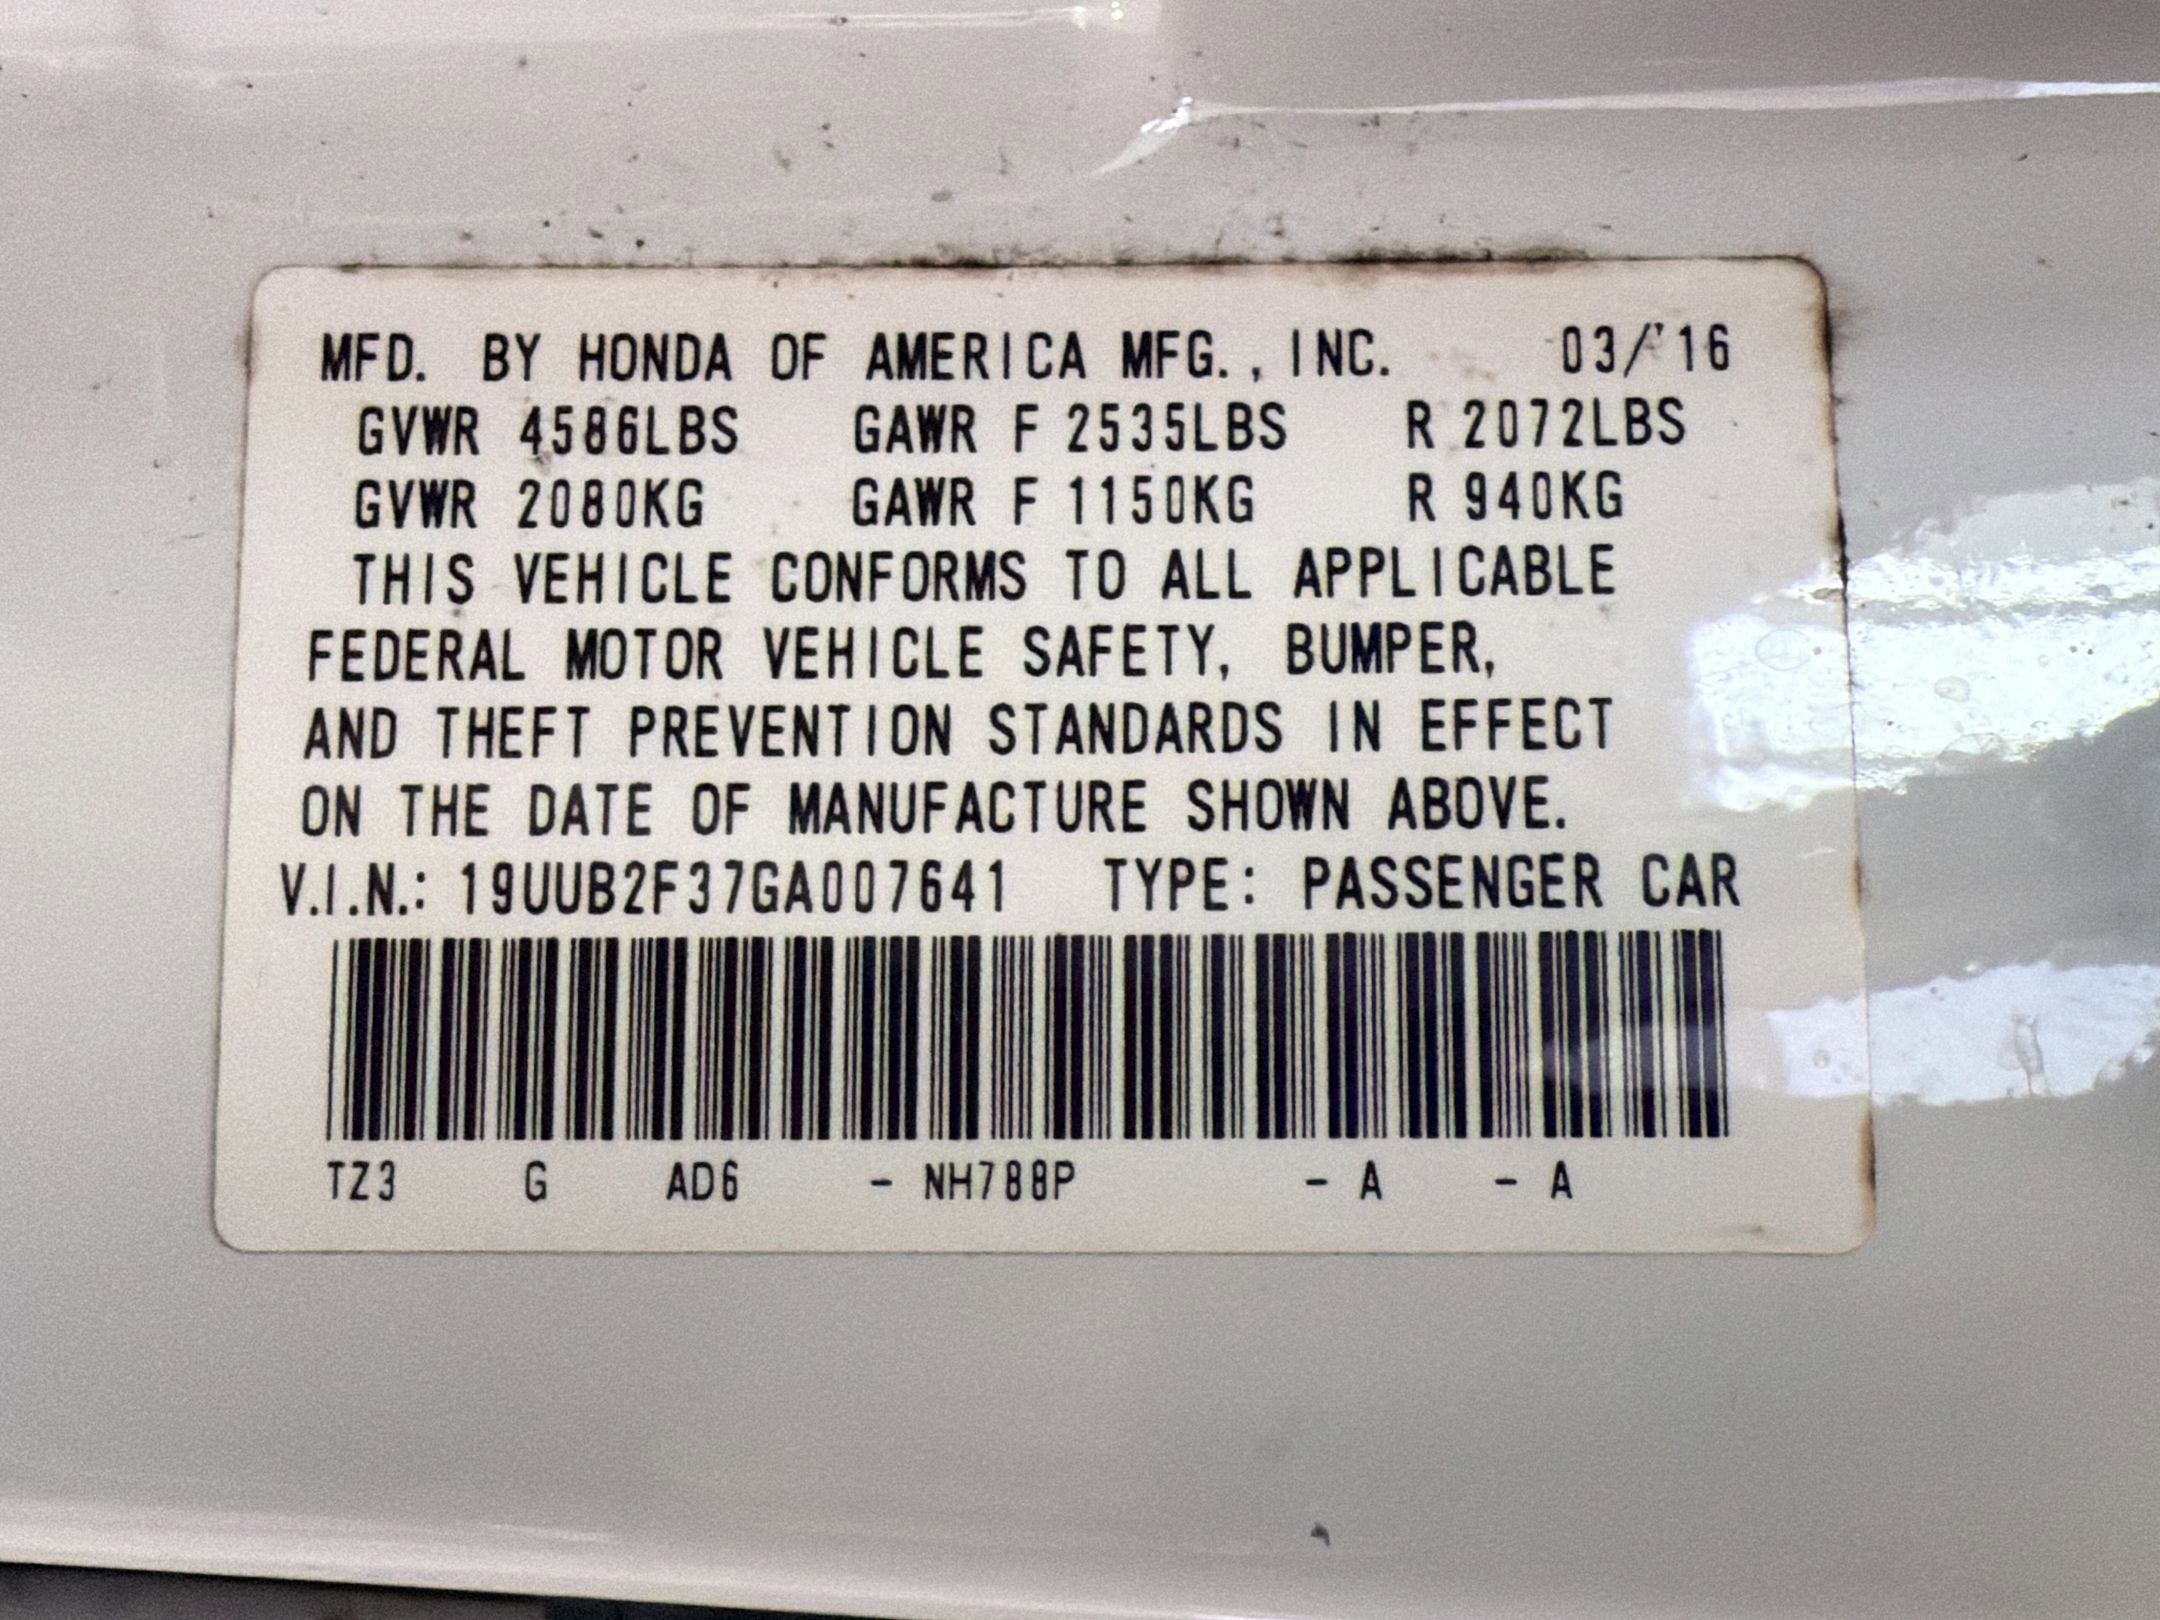 MFD. BY HONDA OF AMERICA MFG., INC. 03/'16
GVWR 4586LBS GAWR F 2535LBS R 2072LBS
GVWR 2080KG GAWR F 1150KG R 940KG
THIS VEHICLE CONFORMS TO ALL APPLICABLE
FEDERAL MOTOR VEHICLE SAFETY, BUMPER,
AND THEFT PREVENTION STANDARDS IN EFFECT
ON THE DATE OF MANUFACTURE SHOWN ABOVE.
V.I.N.: 19UUB2F37GA007641 TYPE: PASSENGER CAR
TZ3 G AD6 - NH788P - A - A